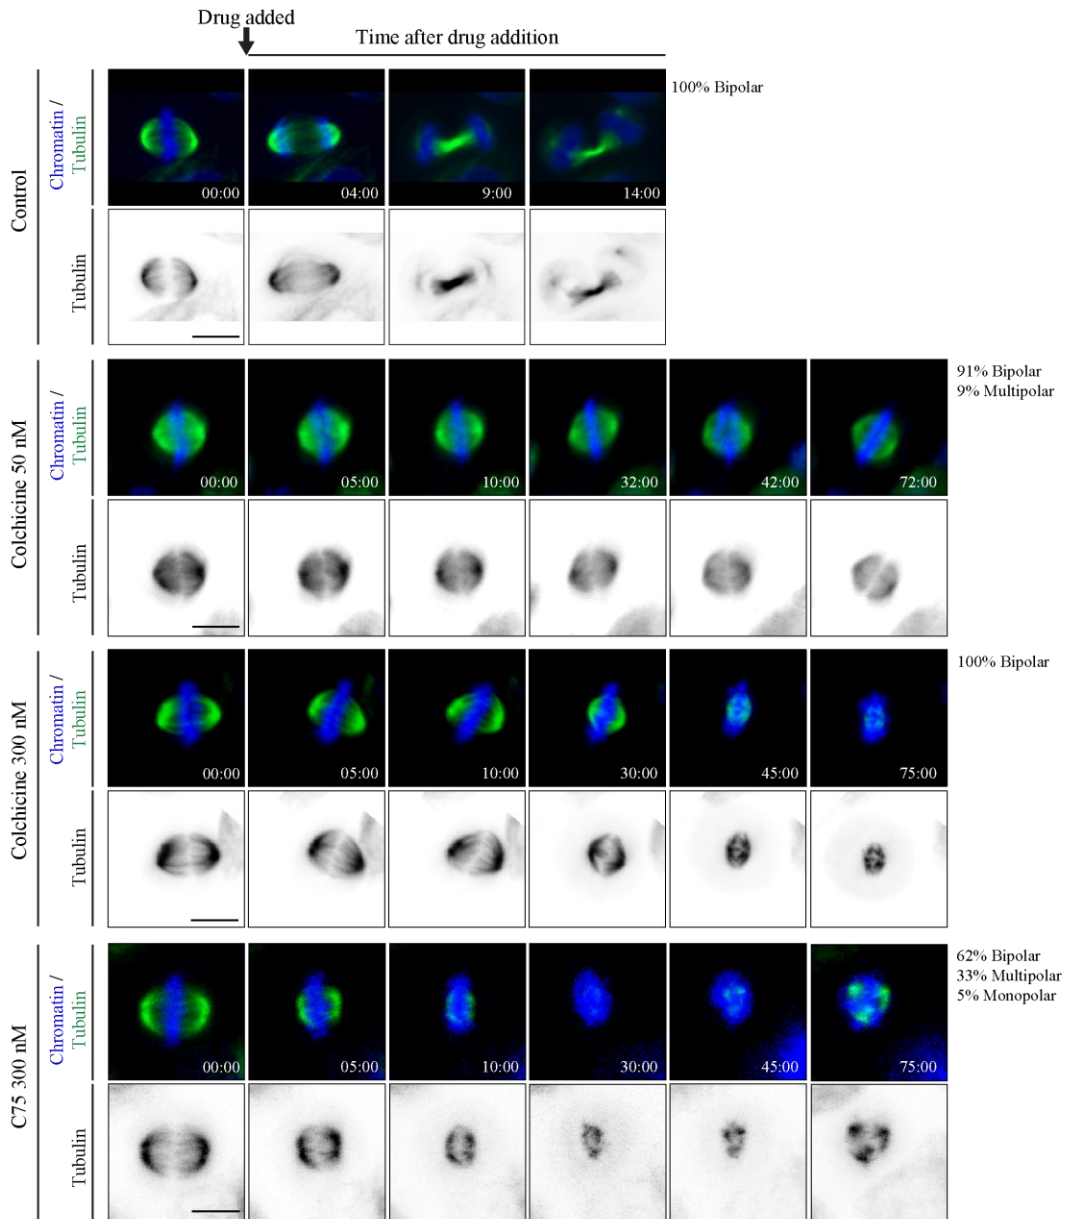 Drug added
Time after drug addition
Control
Chromatin /
Tubulin
00:00
04:00
9:00
14:00
100% Bipolar
Tubulin
Colchicine 50 nM
Chromatin /
Tubulin
00:00
05:00
10:00
32:00
42:00
72:00
91% Bipolar
9% Multipolar
Tubulin
Colchicine 300 nM
Chromatin /
Tubulin
00:00
05:00
10:00
30:00
45:00
75:00
100% Bipolar
Tubulin
C75 300 nM
Chromatin /
Tubulin
00:00
05:00
10:00
30:00
45:00
75:00
62% Bipolar
33% Multipolar
5% Monopolar
Tubulin